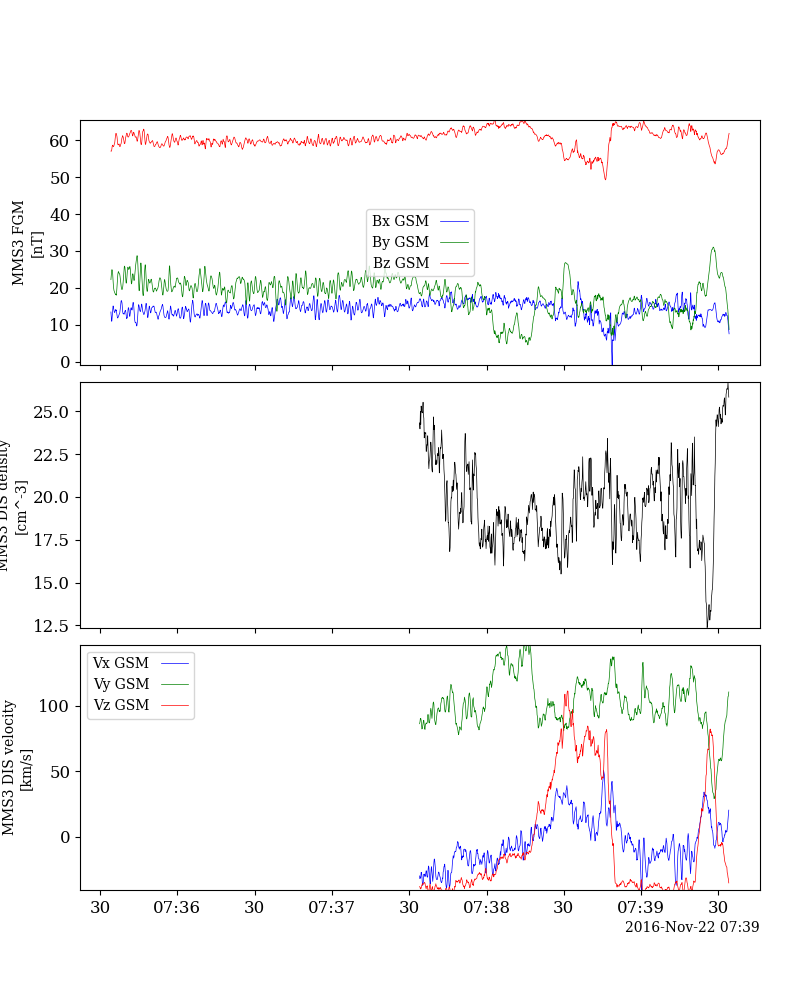 60
50
40
30
20
10
0
MMS3 FGM
[nT]
Bx GSM
By GSM
Bz GSM
25.0
22.5
20.0
17.5
15.0
12.5
MMS3 DIS density
[cm^-3]
Vx GSM
Vy GSM
Vz GSM
100
50
0
MMS3 DIS velocity
[km/s]
30 07:36 30 07:37 30 07:38 30 07:39 30
2016-Nov-22 07:39